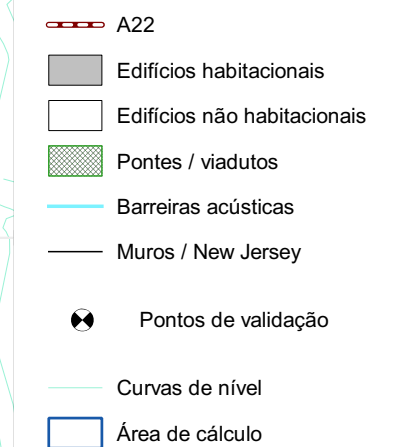 A22
Edifícios habitacionais
Edifícios não habitacionais
Pontes / viadutos
Barreiras acústicas
Muros / New Jersey
Pontos de validação
Curvas de nível
Área de cálculo